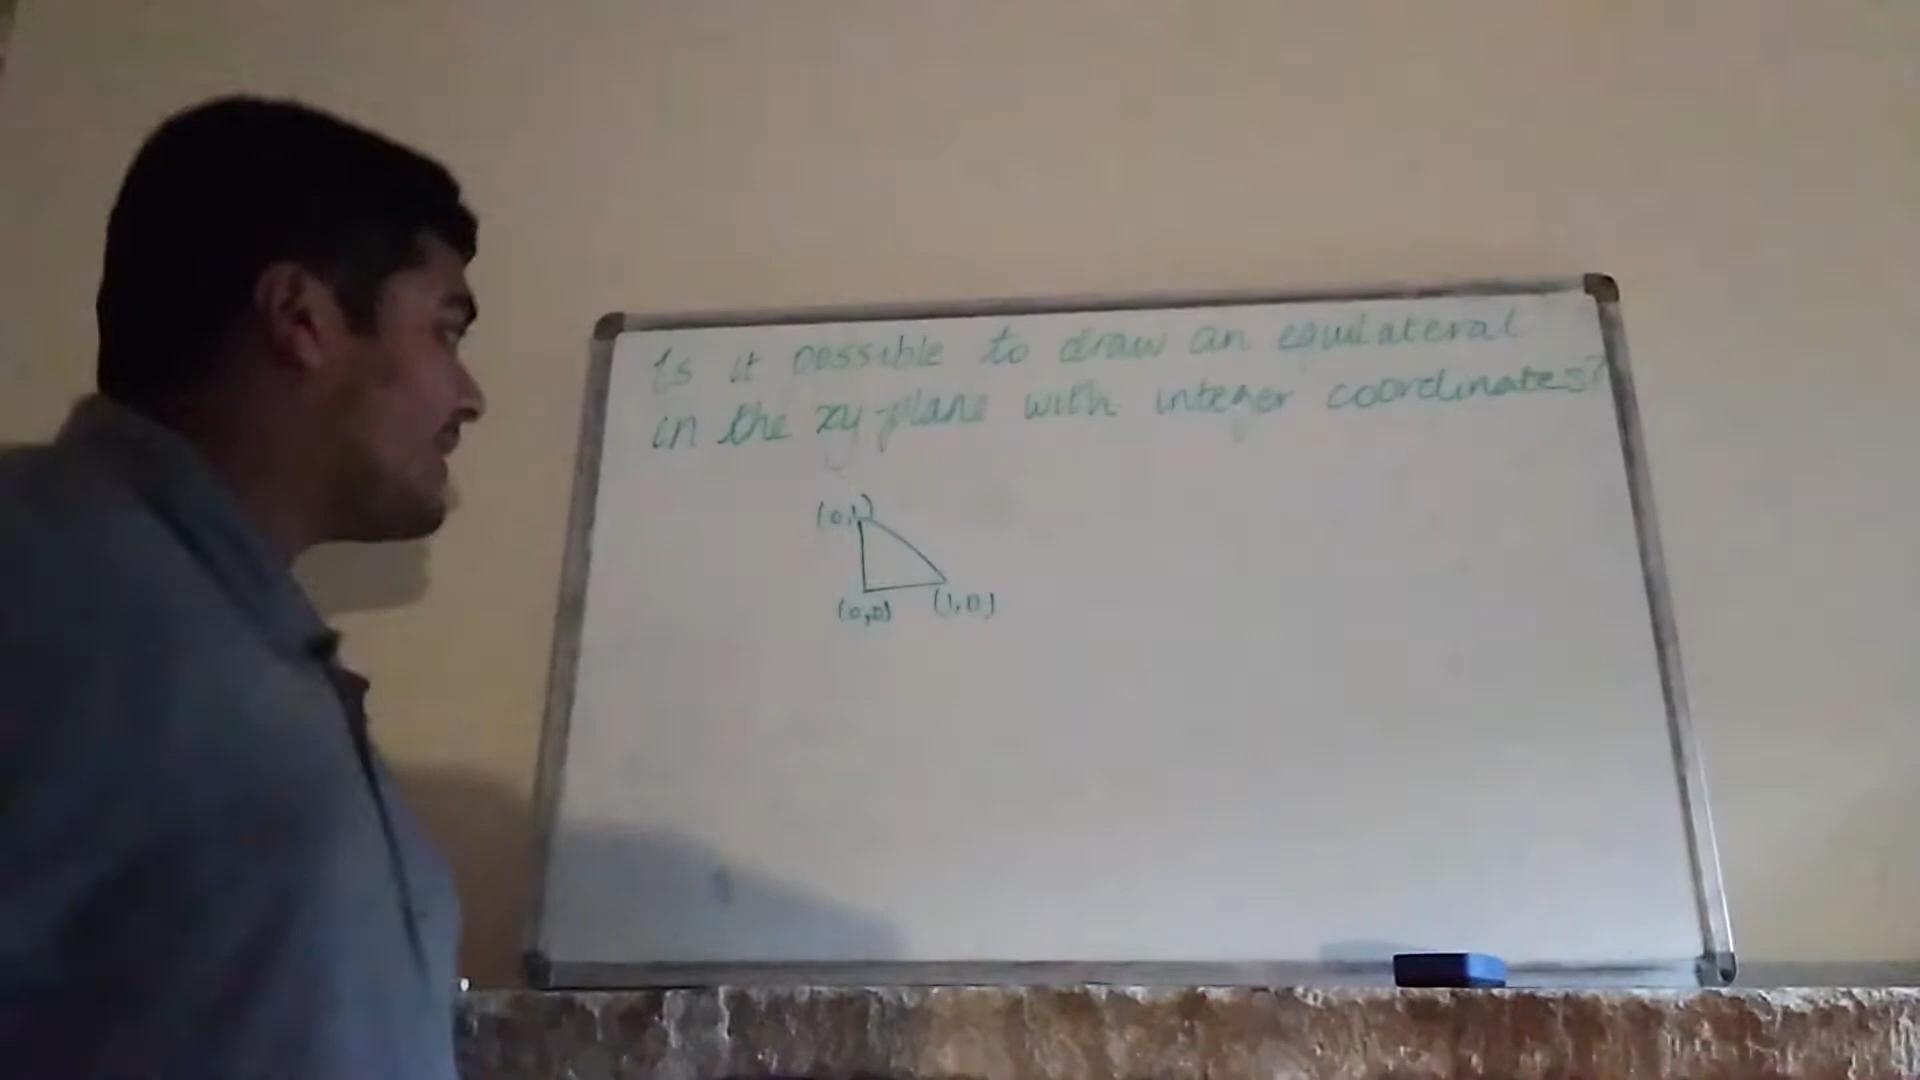 Is it possible to draw an equilateral
in the xy-plane with integer coordinates?
(0,1)
(0,0) (1,0)